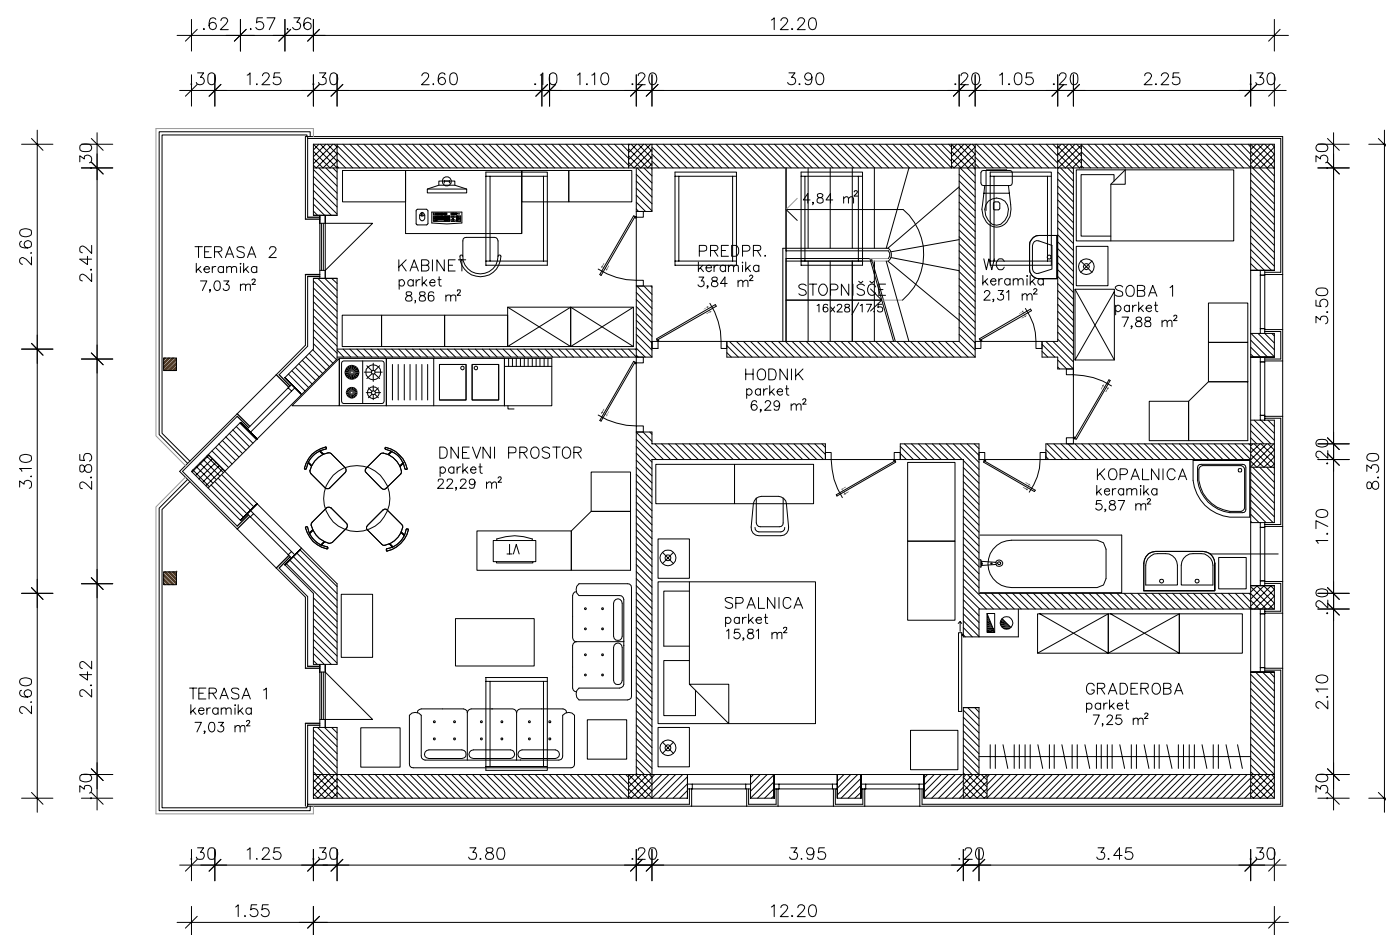 .62 .57 .36 12.20
.30 1.25 .30 2.60 .10 1.10 .20 3.90 .20 1.05 .20 2.25 .30
.30
2.42
2.85
2.42
.30
2.60
3.10
2.60
TERASA 2
keramika
7,03 m²
KABINET
parket
8,86 m²
PREDPR.
keramika
3,84 m²
4,84 m²
STOPNIŠČE
16x28/17.5
WC
keramika
2,31 m²
SOBA 1
parket
7,88 m²
HODNIK
parket
6,29 m²
DNEVNI PROSTOR
parket
22,29 m²
TV
KOPALNICA
keramika
5,87 m²
SPALNICA
parket
15,81 m²
TERASA 1
keramika
7,03 m²
GRADEROBA
parket
7,25 m²
.30
3.50
.20
1.70
.20
2.10
.30
8.30
.30 1.25 .30 3.80 .20 3.95 .20 3.45 .30
1.55 12.20